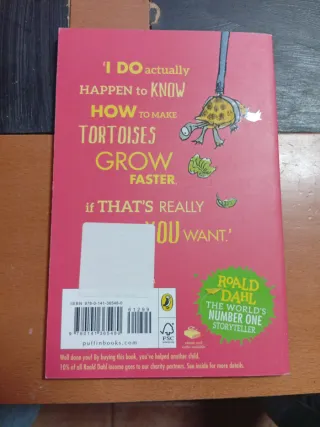 'I DO actually
HAPPEN to KNOW
HOW TO MAKE
TORTOISES
GROW
FASTER.
if THAT'S REALLY
YOU WANT.'
ROALD
DAHL
THE WORLD'S
NUMBER ONE
STORYTELLER
puffinbooks.com
FSC
Well done! By buying this book, you've helped another child.
10% of all Roald Dahl income goes to our charity partners. See inside for more details.